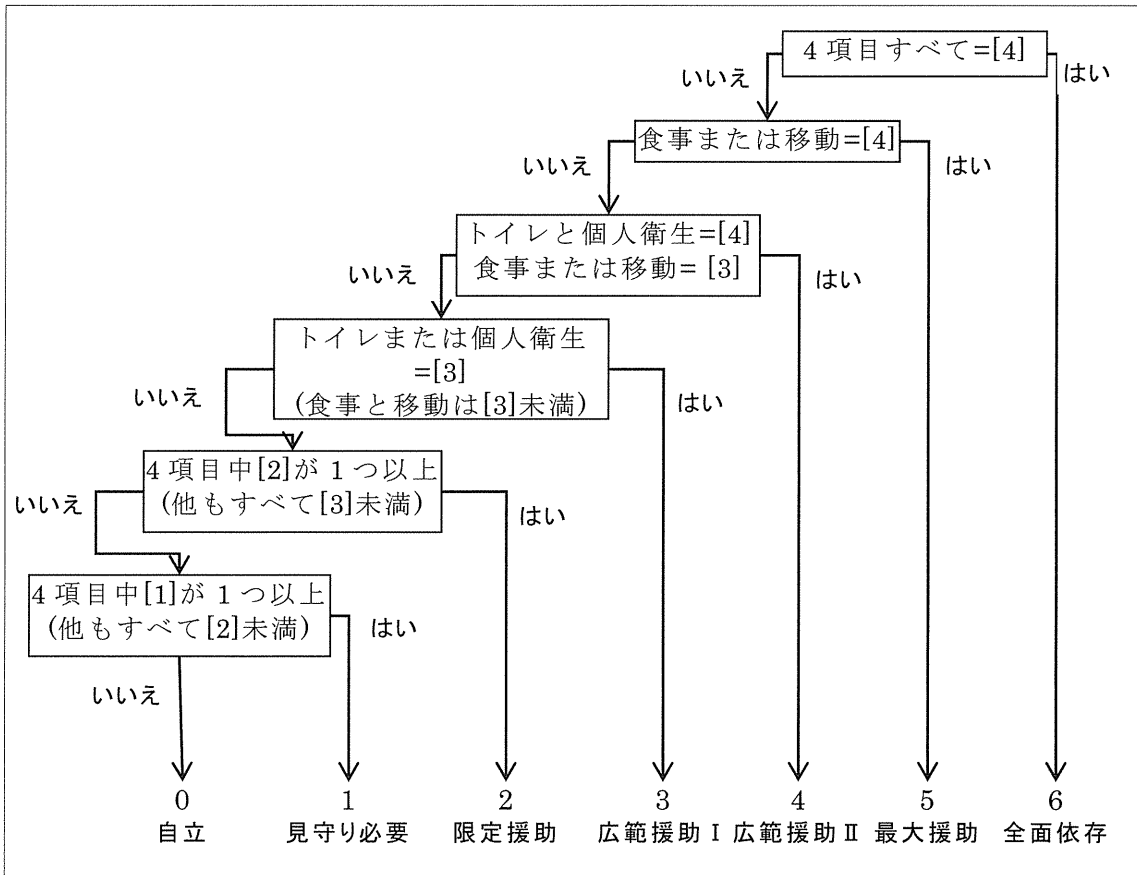 4 項目すべて=[4]
いいえ
はい
食事または移動=[4]
いいえ
はい
トイレと個人衛生=[4]
食事または移動= [3]
いいえ
はい
トイレまたは個人衛生
=[3]
(食事と移動は[3]未満)
いいえ
はい
4 項目中[2]が 1 つ以上
(他もすべて[3]未満)
いいえ
はい
4 項目中[1]が 1 つ以上
(他もすべて[2]未満)
はい
いいえ
0 1 2 3 4 5 6
自立 見守り必要 限定援助 広範援助Ⅰ 広範援助Ⅱ 最大援助 全面依存